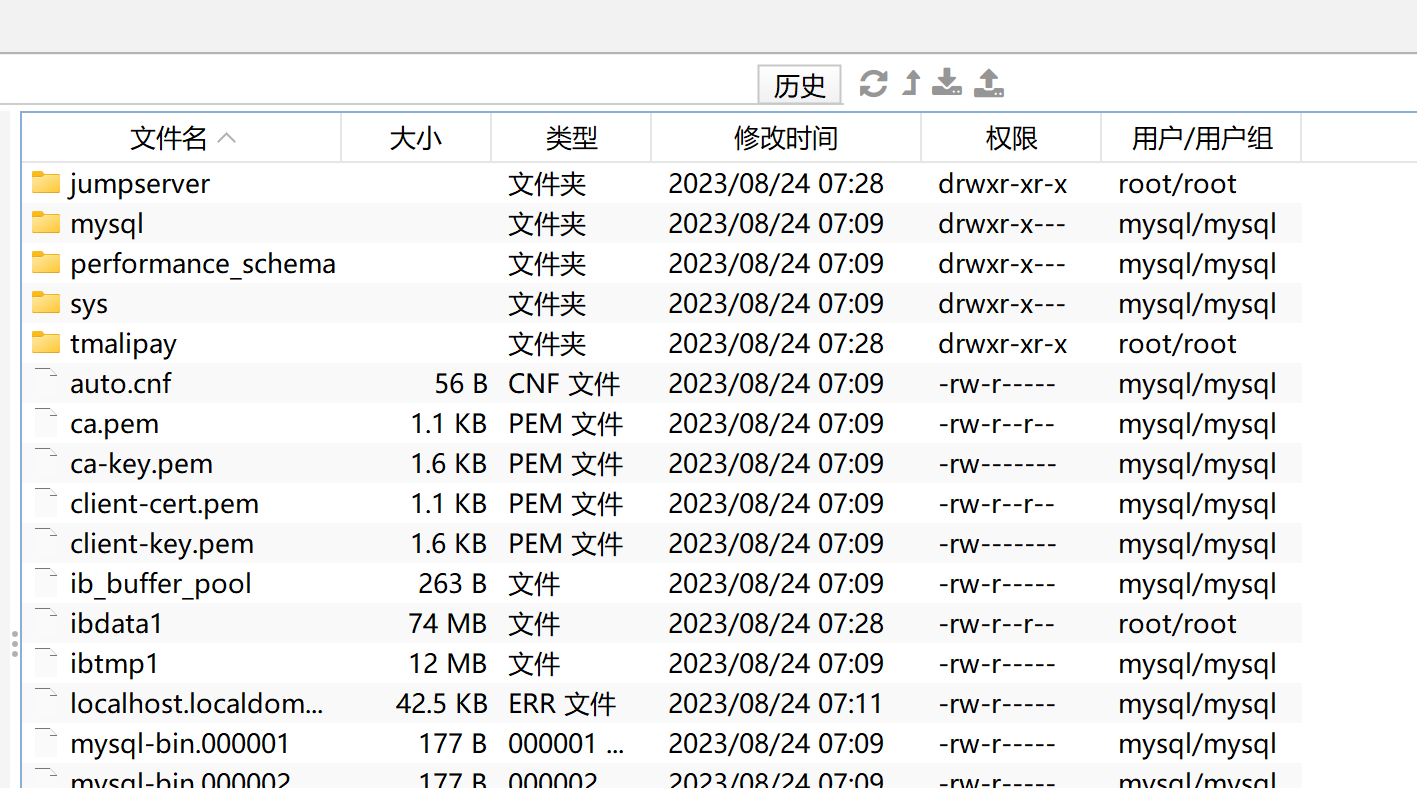 历史
文件名 大小 类型 修改时间 权限 用户/用户组
jumpserver 文件夹 2023/08/24 07:28 drwxr-xr-x root/root
mysql 文件夹 2023/08/24 07:09 drwxr-x--- mysql/mysql
performance_schema 文件夹 2023/08/24 07:09 drwxr-x--- mysql/mysql
sys 文件夹 2023/08/24 07:09 drwxr-x--- mysql/mysql
tmalipay 文件夹 2023/08/24 07:28 drwxr-xr-x root/root
auto.cnf 56 B CNF 文件 2023/08/24 07:09 -rw-r----- mysql/mysql
ca.pem 1.1 KB PEM 文件 2023/08/24 07:09 -rw-r--r-- mysql/mysql
ca-key.pem 1.6 KB PEM 文件 2023/08/24 07:09 -rw------- mysql/mysql
client-cert.pem 1.1 KB PEM 文件 2023/08/24 07:09 -rw-r--r-- mysql/mysql
client-key.pem 1.6 KB PEM 文件 2023/08/24 07:09 -rw------- mysql/mysql
ib_buffer_pool 263 B 文件 2023/08/24 07:09 -rw-r----- mysql/mysql
ibdata1 74 MB 文件 2023/08/24 07:28 -rw-r--r-- root/root
ibtmp1 12 MB 文件 2023/08/24 07:09 -rw-r----- mysql/mysql
localhost.localdom... 42.5 KB ERR 文件 2023/08/24 07:11 -rw-r----- mysql/mysql
mysql-bin.000001 177 B 000001 ... 2023/08/24 07:09 -rw-r----- mysql/mysql
mysql-bin.000002 177 B 000002 2023/08/24 07:09 -rw-r----- mysql/mysql